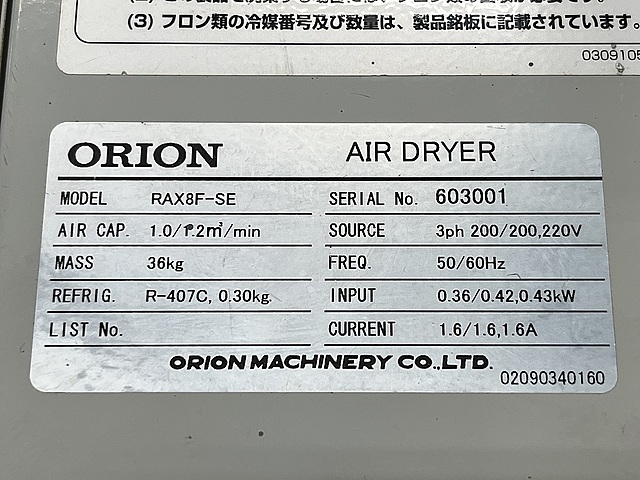 (3) フロン類の冷媒番号及び数量は、製品銘板に記載されています。
0309105
ORION AIR DRYER
MODEL RAX8F-SE SERIAL No. 603001
AIR CAP. 1.0/1.2㎥/min SOURCE 3ph 200/200,220V
MASS 36kg FREQ. 50/60Hz
REFRIG. R-407C, 0.30kg. INPUT 0.36/0.42,0.43kW
LIST No. CURRENT 1.6/1.6,1.6A
ORION MACHINERY CO.,LTD.
02090340160